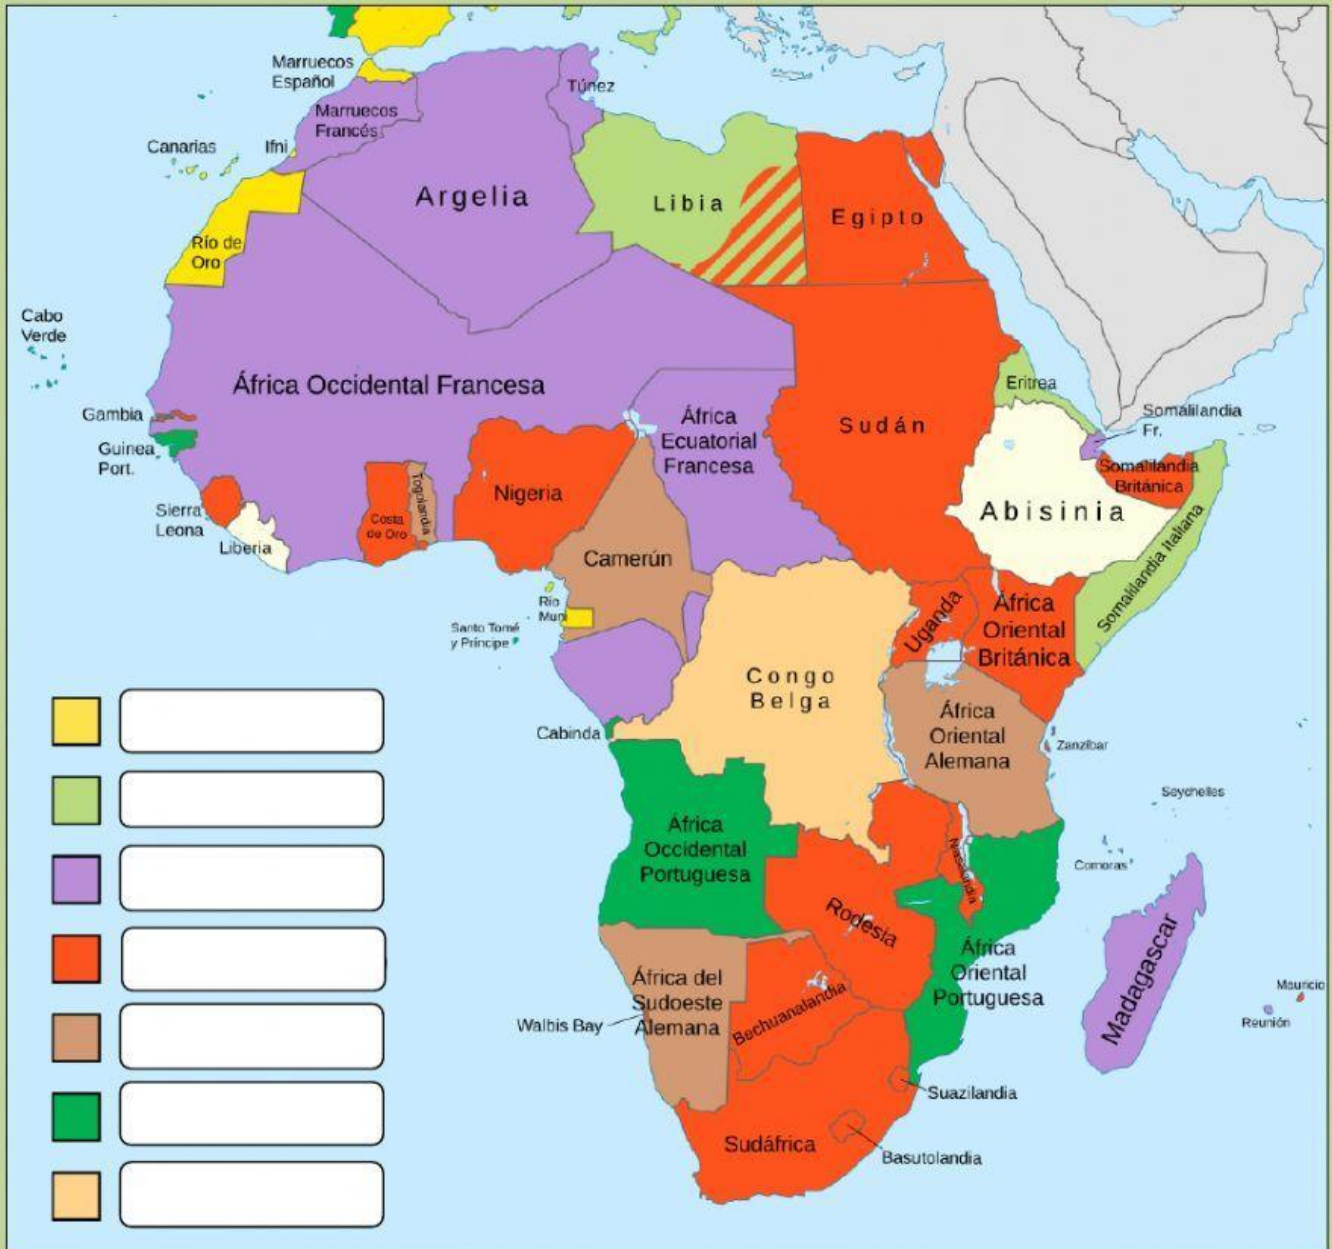 Marruecos
Español
Túnez
Marruecos
Francés
Canarias
Ifni
Argelia
Libia
Egipto
Río de
Oro
Cabo
Verde
África Occidental Francesa
Eritrea
Gambia
África
Ecuatorial
Francesa
Sudán
Somalilandia
Fr.
Guinea
Port.
Somalilandia
Británica
Nigeria
Togolandia
Abisinia
Sierra
Leona
Costa
de Oro
Liberia
Camerún
Somalilandia Italiana
Río
Muni
Uganda
África
Oriental
Británica
Santo Tomé
y Príncipe
Congo
Belga
Cabinda
África
Oriental
Alemana
Zanzíbar
Seychelles
África
Occidental
Portuguesa
Niasalandia
Comoras
Rodesia
África
Oriental
Portuguesa
Madagascar
África del
Sudoeste
Alemana
Walbis Bay
Bechuanalandia
Mauricio
Reunión
Suazilandia
Sudáfrica
Basutolandia